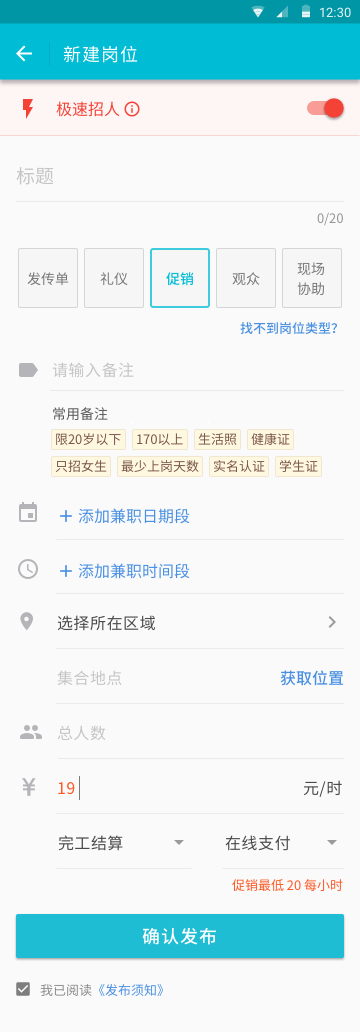 12:30
新建岗位
极速招人
标题
0/20
发传单 礼仪 促销 观众 现场
协助
找不到岗位类型?
请输入备注
常用备注
限20岁以下 170以上 生活照 健康证
只招女生 最少上岗天数 实名认证 学生证
+ 添加兼职日期段
+ 添加兼职时间段
选择所在区域
集合地点 获取位置
总人数
¥ 19 元/时
完工结算 在线支付
促销最低 20 每小时
确认发布
我已阅读《发布须知》